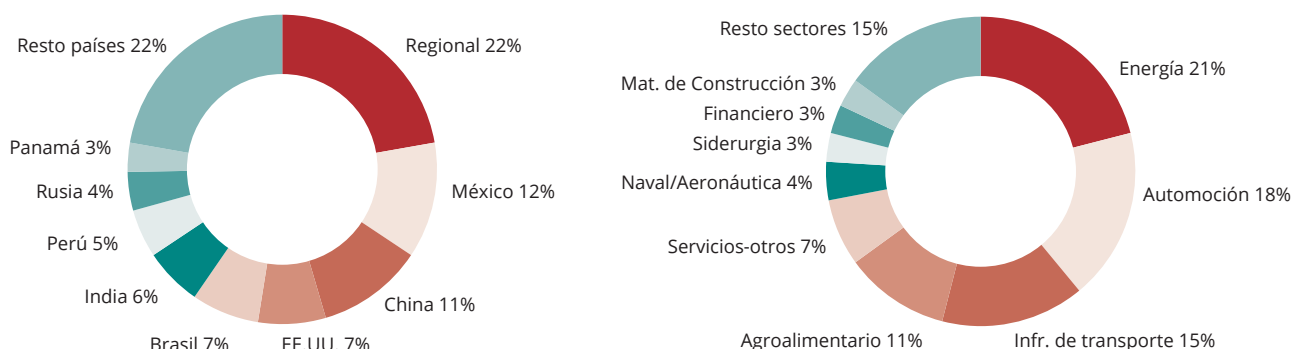 Resto países 22%
Regional 22%
Panamá 3%
Rusia 4%
México 12%
Perú 5%
India 6%
China 11%
Brasil 7%
EE.UU. 7%
Resto sectores 15%
Energía 21%
Mat. de Construcción 3%
Financiero 3%
Siderurgia 3%
Naval/Aeronáutica 4%
Automoción 18%
Servicios-otros 7%
Agroalimentario 11%
Infr. de transporte 15%